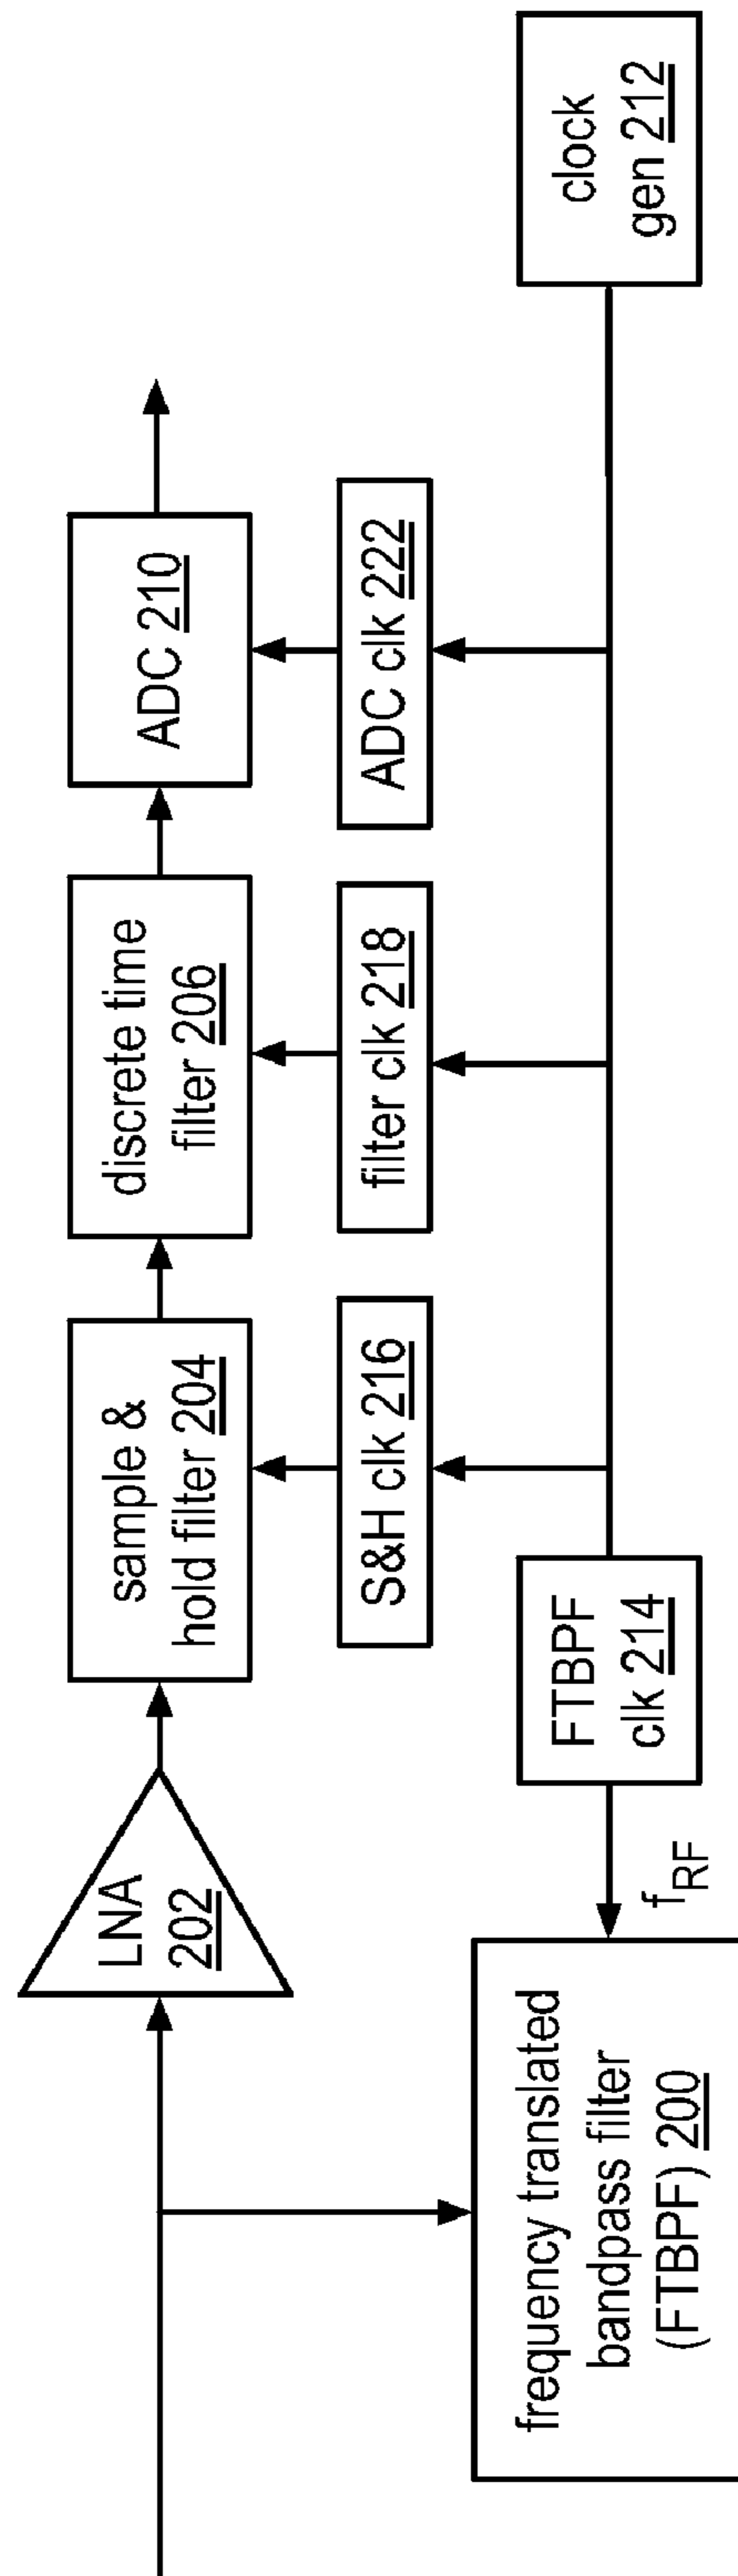 LNA
202
sample &
hold filter 204
discrete time
filter 206
ADC 210
S&H clk 216
filter clk 218
ADC clk 222
frequency translated
bandpass filter
(FTBPF) 200
fRF
FTBPF
clk 214
clock
gen 212